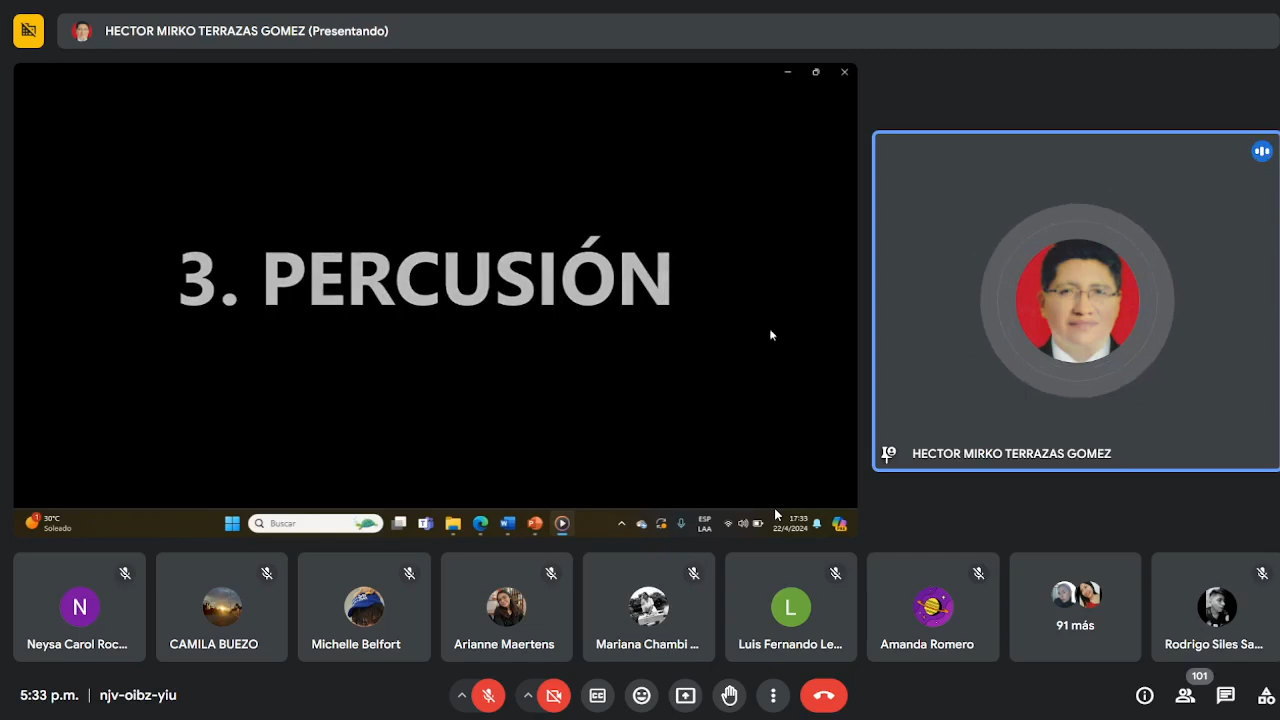 HECTOR MIRKO TERRAZAS GOMEZ (Presentando)
3. PERCUSIÓN
HECTOR MIRKO TERRAZAS GOMEZ
1
30°C
Soleado
Buscar
ESP
LAA
17:33
22/4/2024
N
Neysa Carol Roc...
CAMILA BUEZO
Michelle Belfort
Arianne Maertens
Mariana Chambi ...
L
Luis Fernando Le...
Amanda Romero
91 más
Rodrigo Siles Sa...
5:33 p.m. | njv-oibz-yiu
101